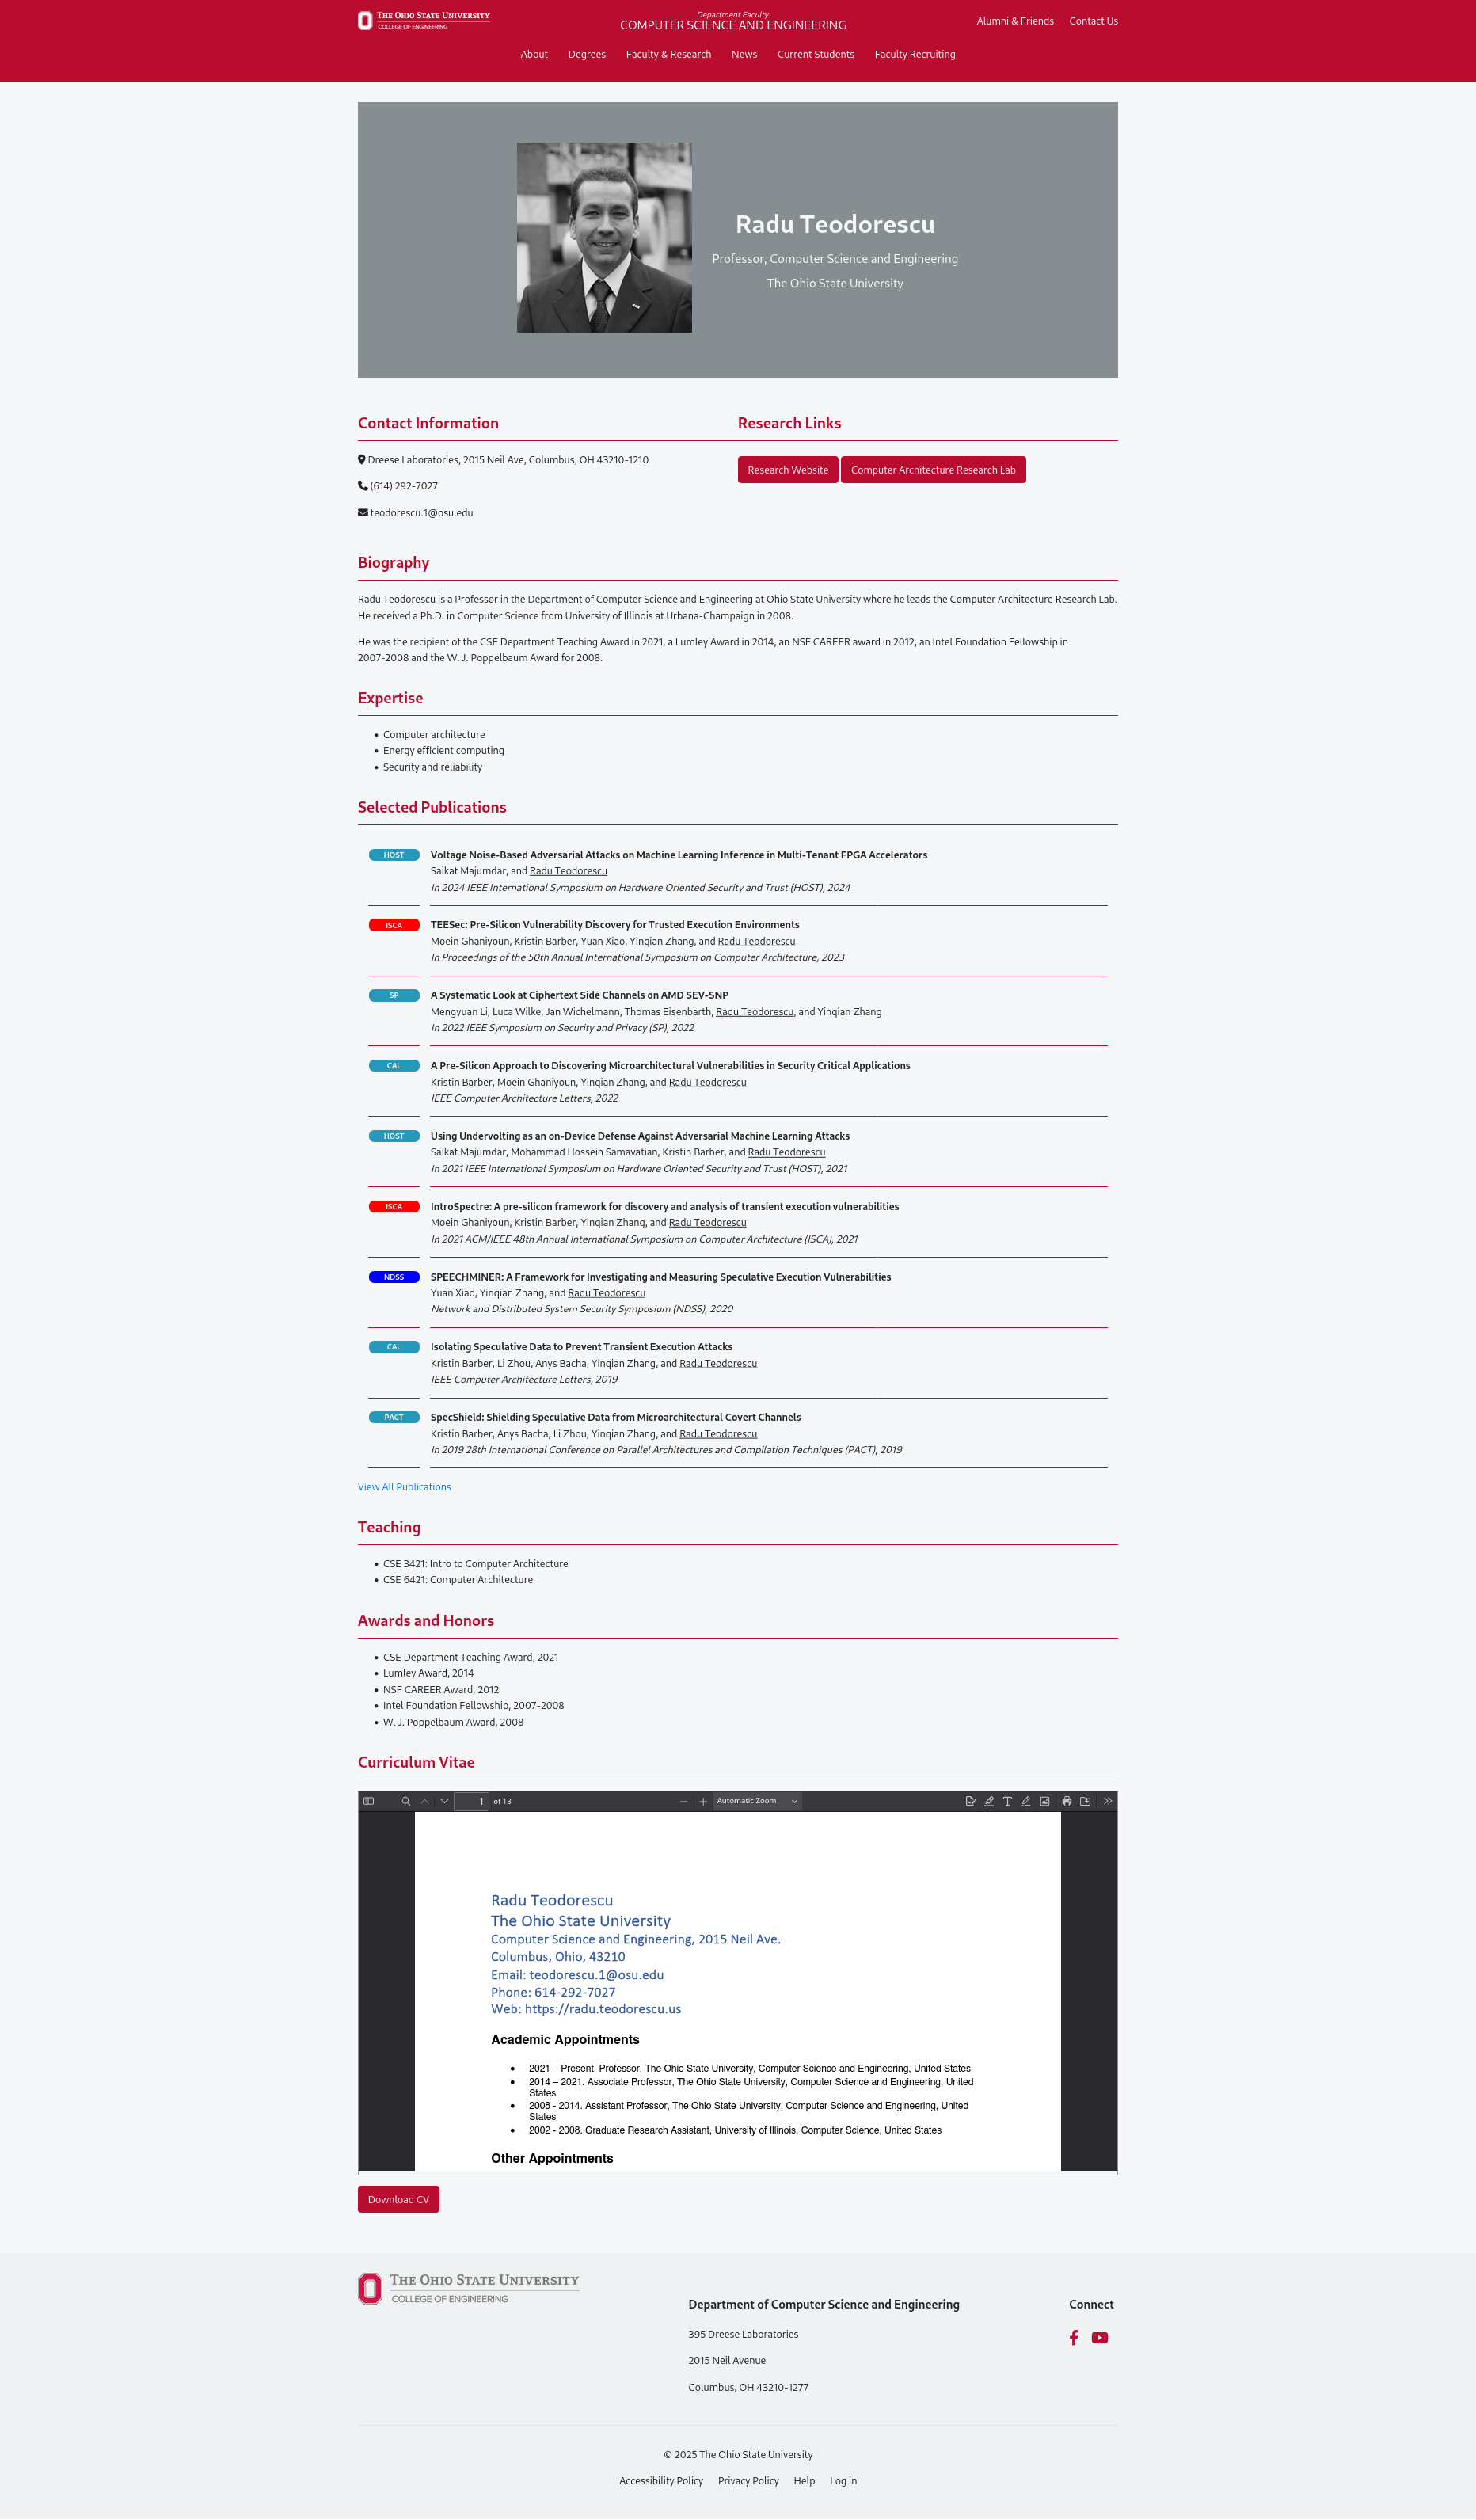 THE OHIO STATE UNIVERSITY
COLLEGE OF ENGINEERING
Department Faculty:
COMPUTER SCIENCE AND ENGINEERING
Alumni & Friends Contact Us
About Degrees Faculty & Research News Current Students Faculty Recruiting
Radu Teodorescu
Professor, Computer Science and Engineering
The Ohio State University
Contact Information
Dreese Laboratories, 2015 Neil Ave, Columbus, OH 43210-1210
(614) 292-7027
teodorescu.1@osu.edu
Research Links
Research Website Computer Architecture Research Lab
Biography
Radu Teodorescu is a Professor in the Department of Computer Science and Engineering at Ohio State University where he leads the Computer Architecture Research Lab.
He received a Ph.D. in Computer Science from University of Illinois at Urbana-Champaign in 2008.
He was the recipient of the CSE Department Teaching Award in 2021, a Lumley Award in 2014, an NSF CAREER award in 2012, an Intel Foundation Fellowship in
2007-2008 and the W. J. Poppelbaum Award for 2008.
Expertise
• Computer architecture
• Energy efficient computing
• Security and reliability
Selected Publications
HOST Voltage Noise-Based Adversarial Attacks on Machine Learning Inference in Multi-Tenant FPGA Accelerators
Saikat Majumdar, and Radu Teodorescu
In 2024 IEEE International Symposium on Hardware Oriented Security and Trust (HOST), 2024
ISCA TEESec: Pre-Silicon Vulnerability Discovery for Trusted Execution Environments
Moein Ghaniyoun, Kristin Barber, Yuan Xiao, Yinqian Zhang, and Radu Teodorescu
In Proceedings of the 50th Annual International Symposium on Computer Architecture, 2023
SP A Systematic Look at Ciphertext Side Channels on AMD SEV-SNP
Mengyuan Li, Luca Wilke, Jan Wichelmann, Thomas Eisenbarth, Radu Teodorescu, and Yinqian Zhang
In 2022 IEEE Symposium on Security and Privacy (SP), 2022
CAL A Pre-Silicon Approach to Discovering Microarchitectural Vulnerabilities in Security Critical Applications
Kristin Barber, Moein Ghaniyoun, Yinqian Zhang, and Radu Teodorescu
IEEE Computer Architecture Letters, 2022
HOST Using Undervolting as an on-Device Defense Against Adversarial Machine Learning Attacks
Saikat Majumdar, Mohammad Hossein Samavatian, Kristin Barber, and Radu Teodorescu
In 2021 IEEE International Symposium on Hardware Oriented Security and Trust (HOST), 2021
ISCA IntroSpectre: A pre-silicon framework for discovery and analysis of transient execution vulnerabilities
Moein Ghaniyoun, Kristin Barber, Yinqian Zhang, and Radu Teodorescu
In 2021 ACM/IEEE 48th Annual International Symposium on Computer Architecture (ISCA), 2021
NDSS SPEECHMINER: A Framework for Investigating and Measuring Speculative Execution Vulnerabilities
Yuan Xiao, Yinqian Zhang, and Radu Teodorescu
Network and Distributed System Security Symposium (NDSS), 2020
CAL Isolating Speculative Data to Prevent Transient Execution Attacks
Kristin Barber, Li Zhou, Anys Bacha, Yinqian Zhang, and Radu Teodorescu
IEEE Computer Architecture Letters, 2019
PACT SpecShield: Shielding Speculative Data from Microarchitectural Covert Channels
Kristin Barber, Anys Bacha, Li Zhou, Yinqian Zhang, and Radu Teodorescu
In 2019 28th International Conference on Parallel Architectures and Compilation Techniques (PACT), 2019
View All Publications
Teaching
• CSE 3421: Intro to Computer Architecture
• CSE 6421: Computer Architecture
Awards and Honors
• CSE Department Teaching Award, 2021
• Lumley Award, 2014
• NSF CAREER Award, 2012
• Intel Foundation Fellowship, 2007-2008
• W. J. Poppelbaum Award, 2008
Curriculum Vitae
1 of 13 Automatic Zoom
Radu Teodorescu
The Ohio State University
Computer Science and Engineering, 2015 Neil Ave.
Columbus, Ohio, 43210
Email: teodorescu.1@osu.edu
Phone: 614-292-7027
Web: https://radu.teodorescu.us
Academic Appointments
• 2021 – Present. Professor, The Ohio State University, Computer Science and Engineering, United States
• 2014 – 2021. Associate Professor, The Ohio State University, Computer Science and Engineering, United
States
• 2008 - 2014. Assistant Professor, The Ohio State University, Computer Science and Engineering, United
States
• 2002 - 2008. Graduate Research Assistant, University of Illinois, Computer Science, United States
Other Appointments
Download CV
THE OHIO STATE UNIVERSITY
COLLEGE OF ENGINEERING
Department of Computer Science and Engineering
395 Dreese Laboratories
2015 Neil Avenue
Columbus, OH 43210-1277
Connect
© 2025 The Ohio State University
Accessibility Policy Privacy Policy Help Log in